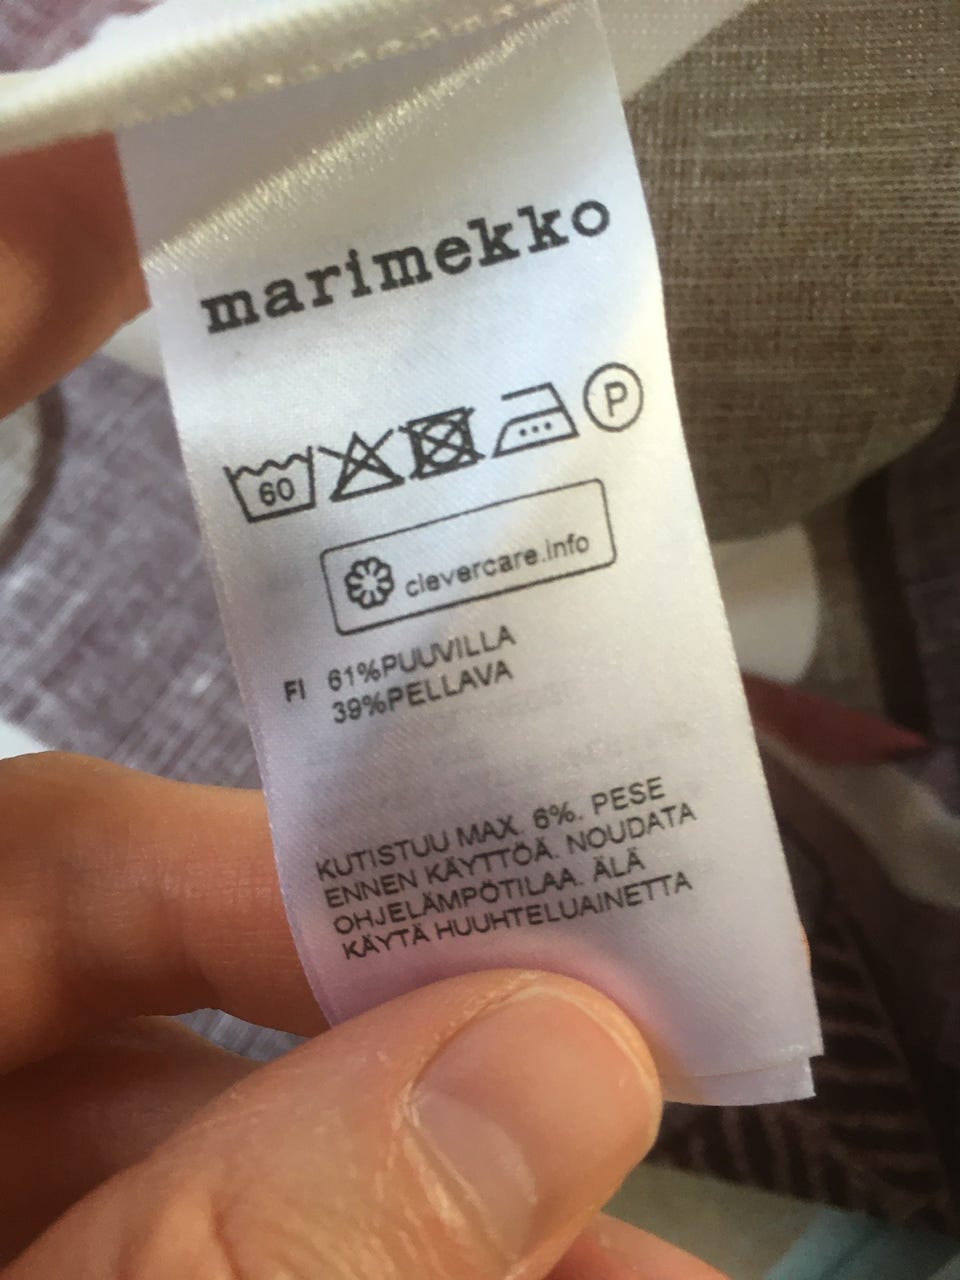 marimekko
60
P
clevercare.info
FI 61%PUUVILLA
39%PELLAVA
KUTISTUU MAX. 6%. PESE
ENNEN KÄYTTÖÄ. NOUDATA
OHJELÄMPÖTILAA. ÄLÄ
KÄYTÄ HUUHTELUAINETTA